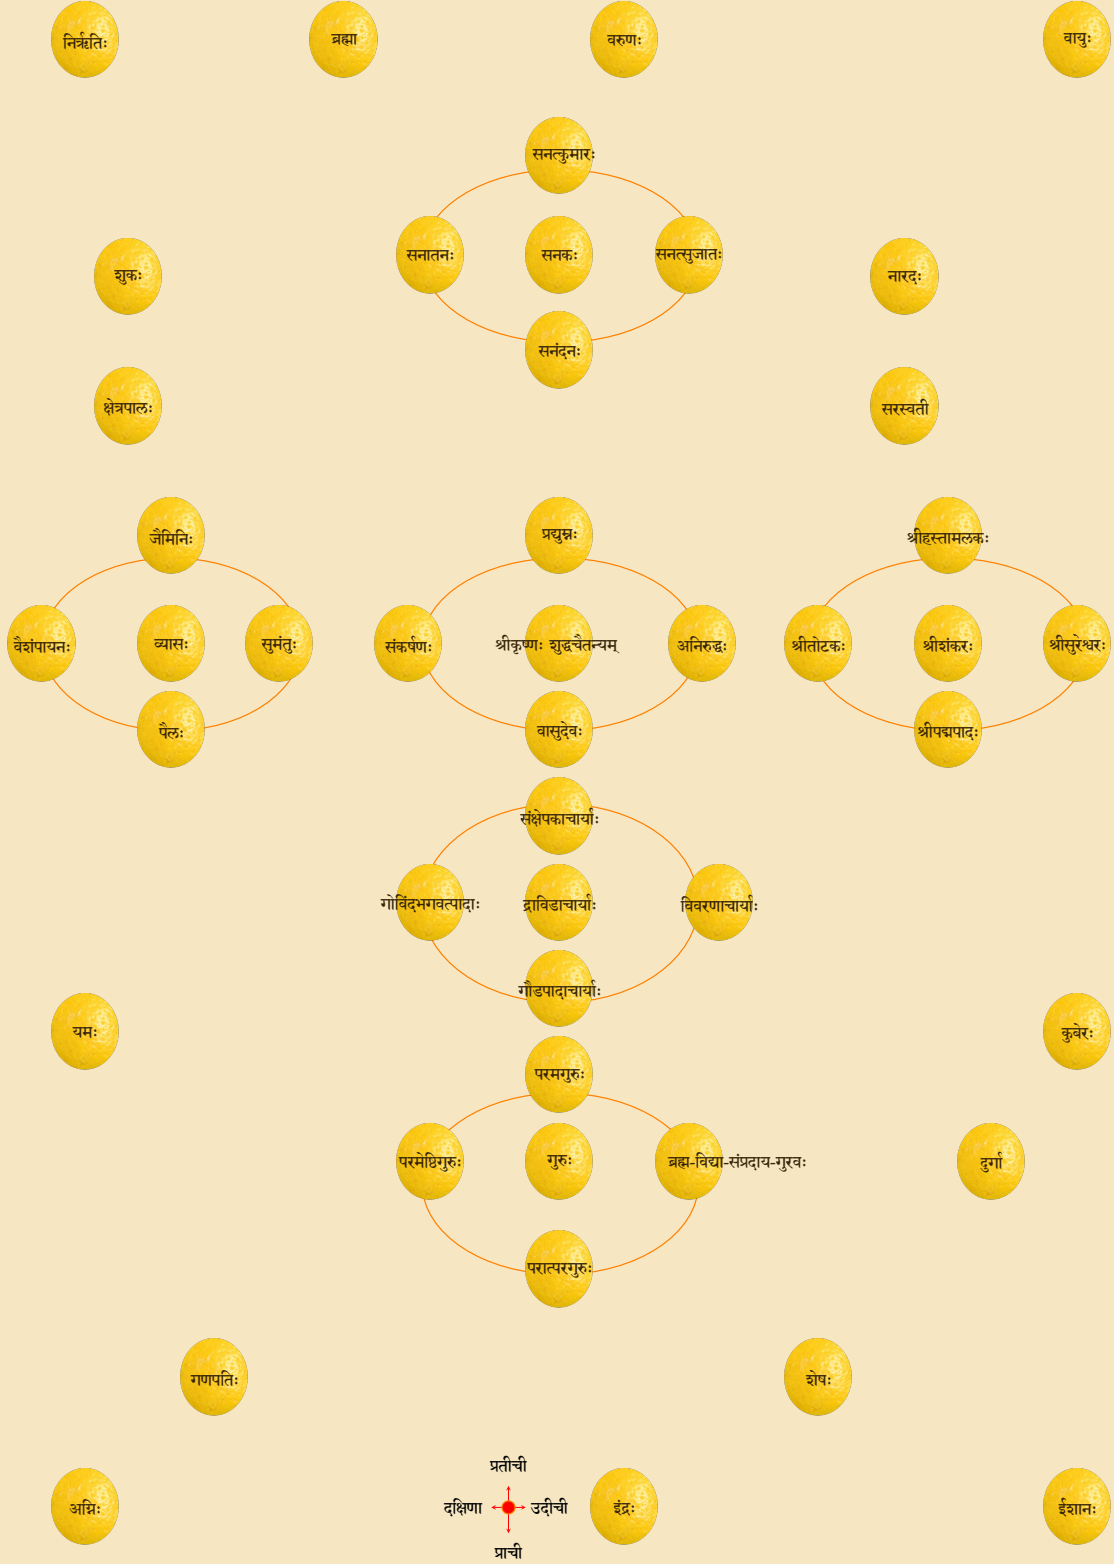 निर्ऋतिः
ब्रह्मा
वरुणः
वायुः
सनत्कुमारः
सनातनः
सनकः
सनत्सुजातः
सनंदनः
शुकः
नारदः
क्षेत्रपालः
सरस्वती
जैमिनिः
वैशंपायनः
व्यासः
सुमंतुः
पैलः
प्रद्युम्नः
संकर्षणः
श्रीकृष्णः शुद्धचैतन्यम्
अनिरुद्धः
वासुदेवः
श्रीहस्तामलकः
श्रीतोटकः
श्रीशंकरः
श्रीसुरेश्वरः
श्रीपद्मपादः
संक्षेपकाचार्याः
गोविंदभगवत्पादाः
द्राविडाचार्याः
विवरणाचार्याः
गौडपादाचार्याः
यमः
कुबेरः
परमगुरुः
परमेष्ठिगुरुः
गुरुः
ब्रह्म-विद्या-संप्रदाय-गुरवः
दुर्गा
परात्परगुरुः
गणपतिः
शेषः
अग्निः
प्रतीची
दक्षिणा
उदीची
प्राची
इंद्रः
ईशानः